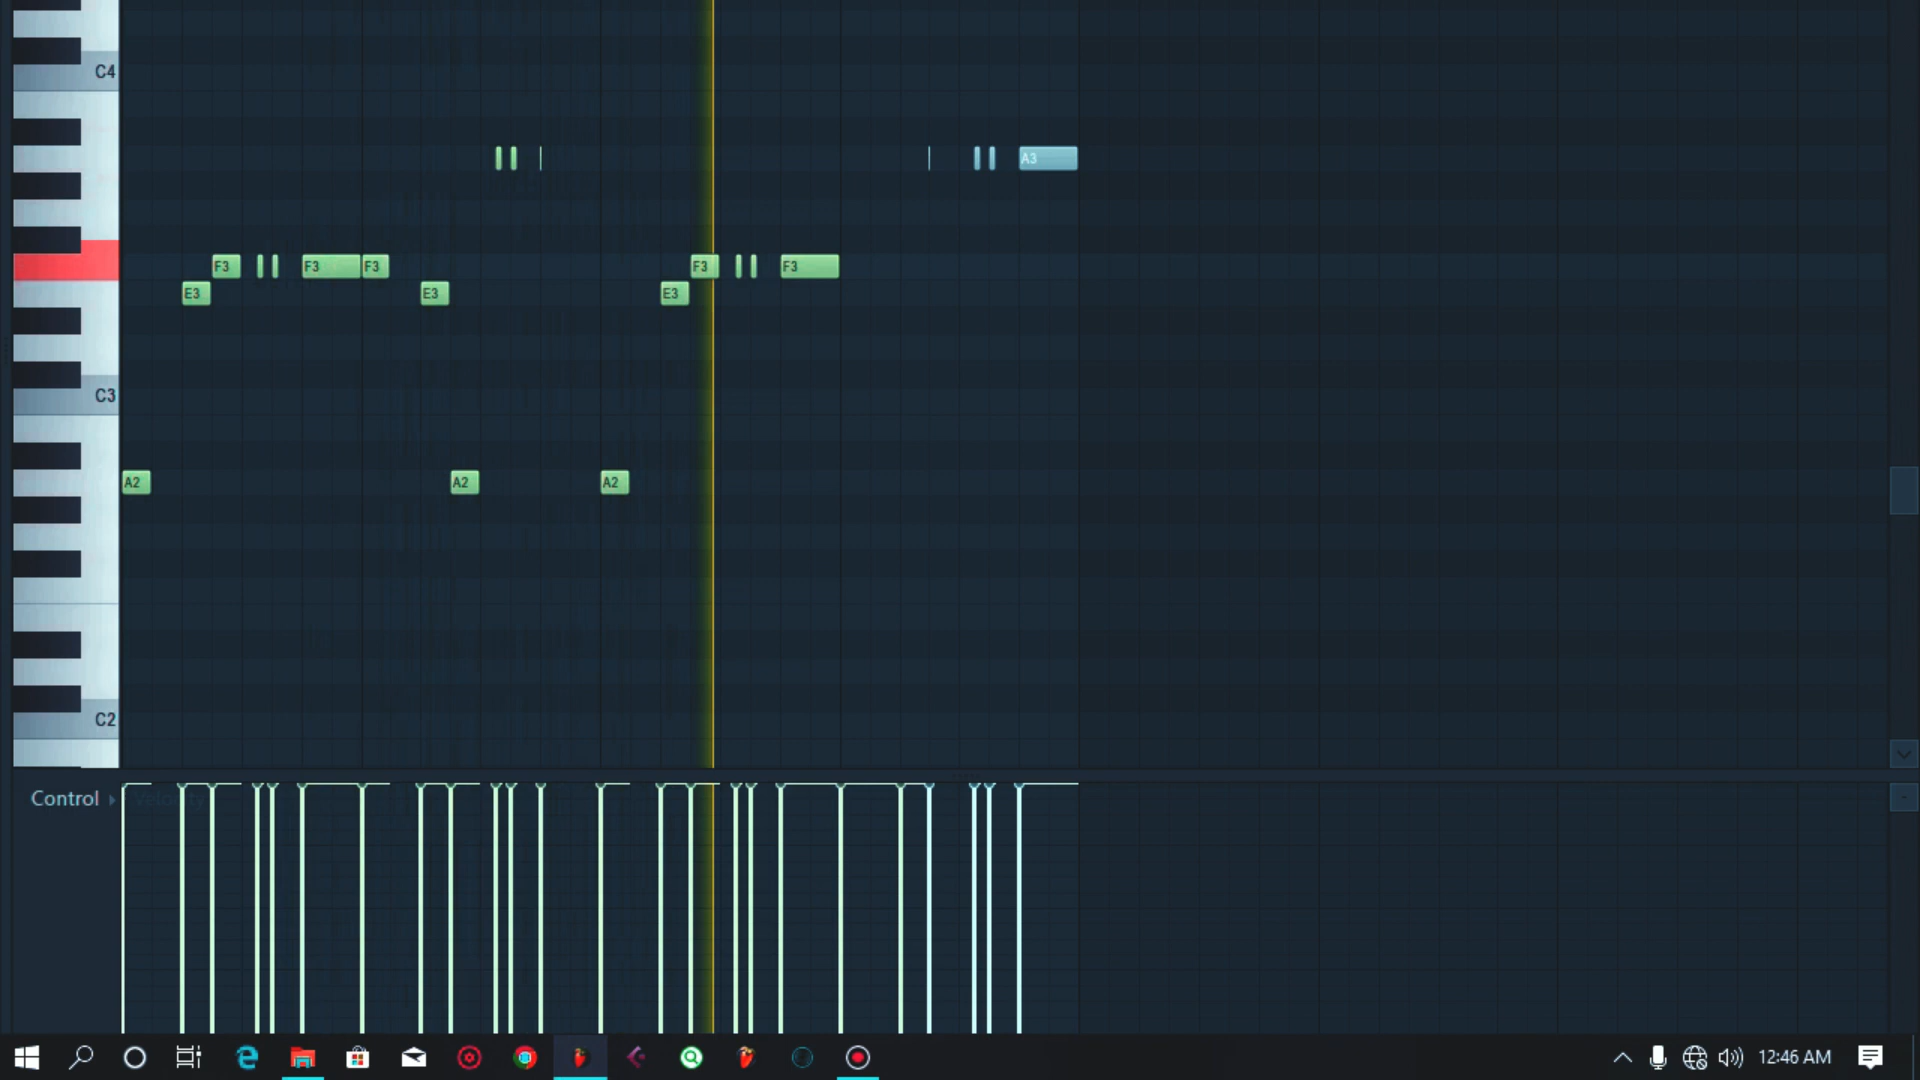 C4
A3
F3 F3 F3 F3 F3
E3 E3 E3
C3
A2 A2 A2
C2
Control Velocity
12:46 AM